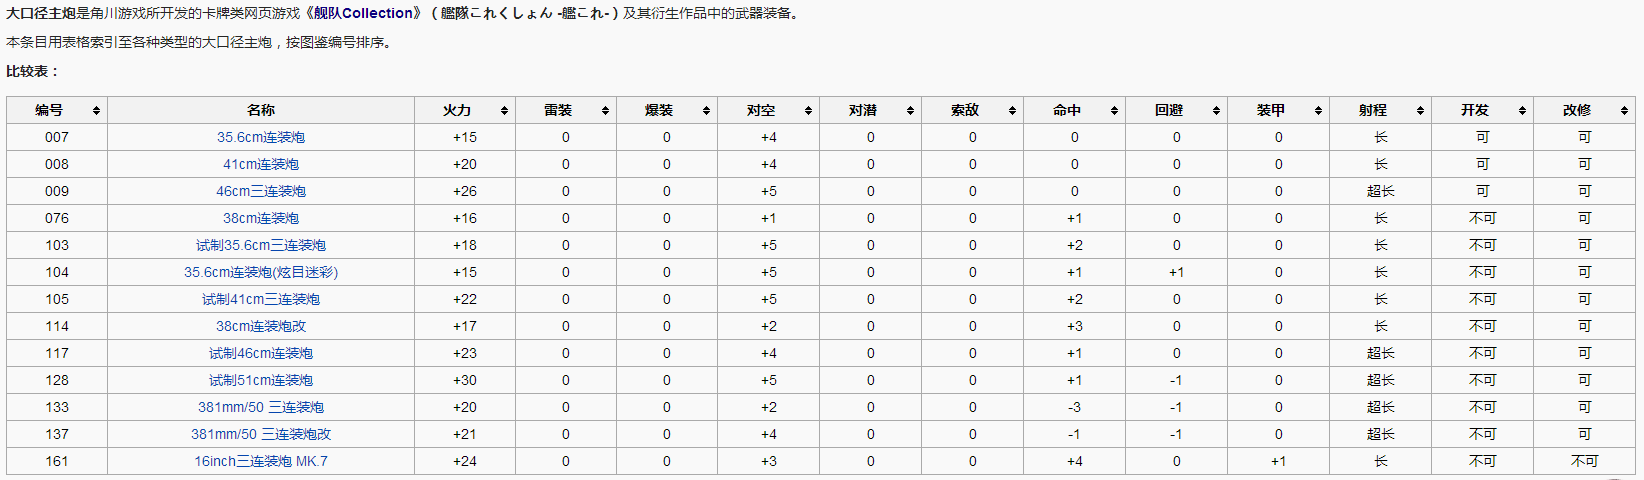 大口径主炮是角川游戏所开发的卡牌类网页游戏《舰队Collection》（艦隊これくしょん -艦これ-）及其衍生作品中的武器装备。
本条目用表格索引至各种类型的大口径主炮，按图鉴编号排序。
比较表：
编号 名称 火力 雷装 爆装 对空 对潜 索敌 命中 回避 装甲 射程 开发 改修
007 35.6cm连装炮 +15 0 0 +4 0 0 0 0 0 长 可 可
008 41cm连装炮 +20 0 0 +4 0 0 0 0 0 长 可 可
009 46cm三连装炮 +26 0 0 +5 0 0 0 0 0 超长 可 可
076 38cm连装炮 +16 0 0 +1 0 0 +1 0 0 长 不可 可
103 试制35.6cm三连装炮 +18 0 0 +5 0 0 +2 0 0 长 不可 可
104 35.6cm连装炮(炫目迷彩) +15 0 0 +5 0 0 +1 +1 0 长 不可 可
105 试制41cm三连装炮 +22 0 0 +5 0 0 +2 0 0 长 不可 可
114 38cm连装炮改 +17 0 0 +2 0 0 +3 0 0 长 不可 可
117 试制46cm连装炮 +23 0 0 +4 0 0 +1 0 0 超长 不可 可
128 试制51cm连装炮 +30 0 0 +5 0 0 +1 -1 0 超长 不可 可
133 381mm/50 三连装炮 +20 0 0 +2 0 0 -3 -1 0 超长 不可 可
137 381mm/50 三连装炮改 +21 0 0 +4 0 0 -1 -1 0 超长 不可 可
161 16inch三连装炮 MK.7 +24 0 0 +3 0 0 +4 0 +1 长 不可 不可